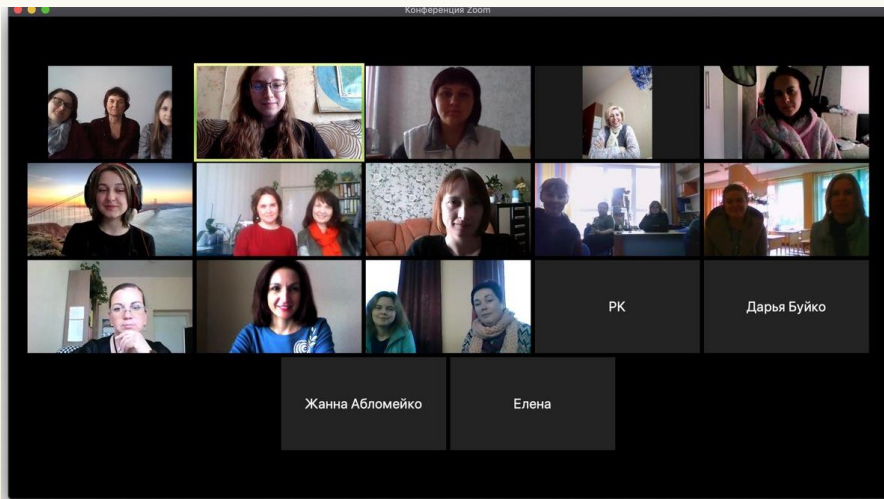 Конференция Zoom
РК
Дарья Буйко
Жанна Абломейко
Елена